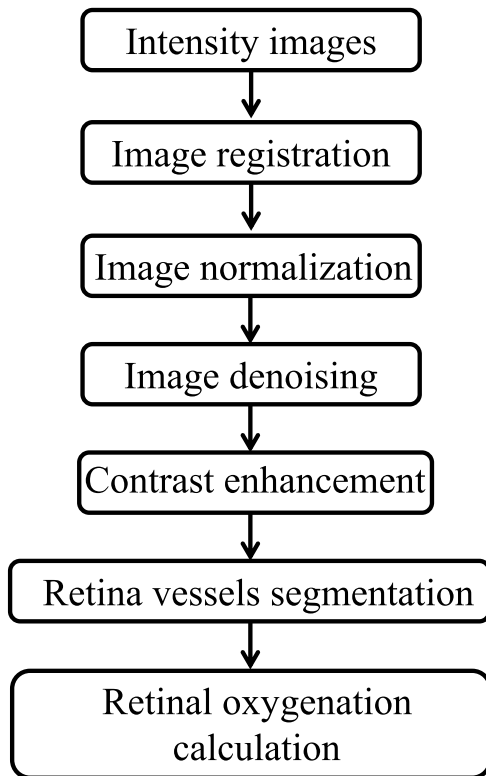 Intensity images
Image registration
Image normalization
Image denoising
Contrast enhancement
Retina vessels segmentation
Retinal oxygenation
calculation